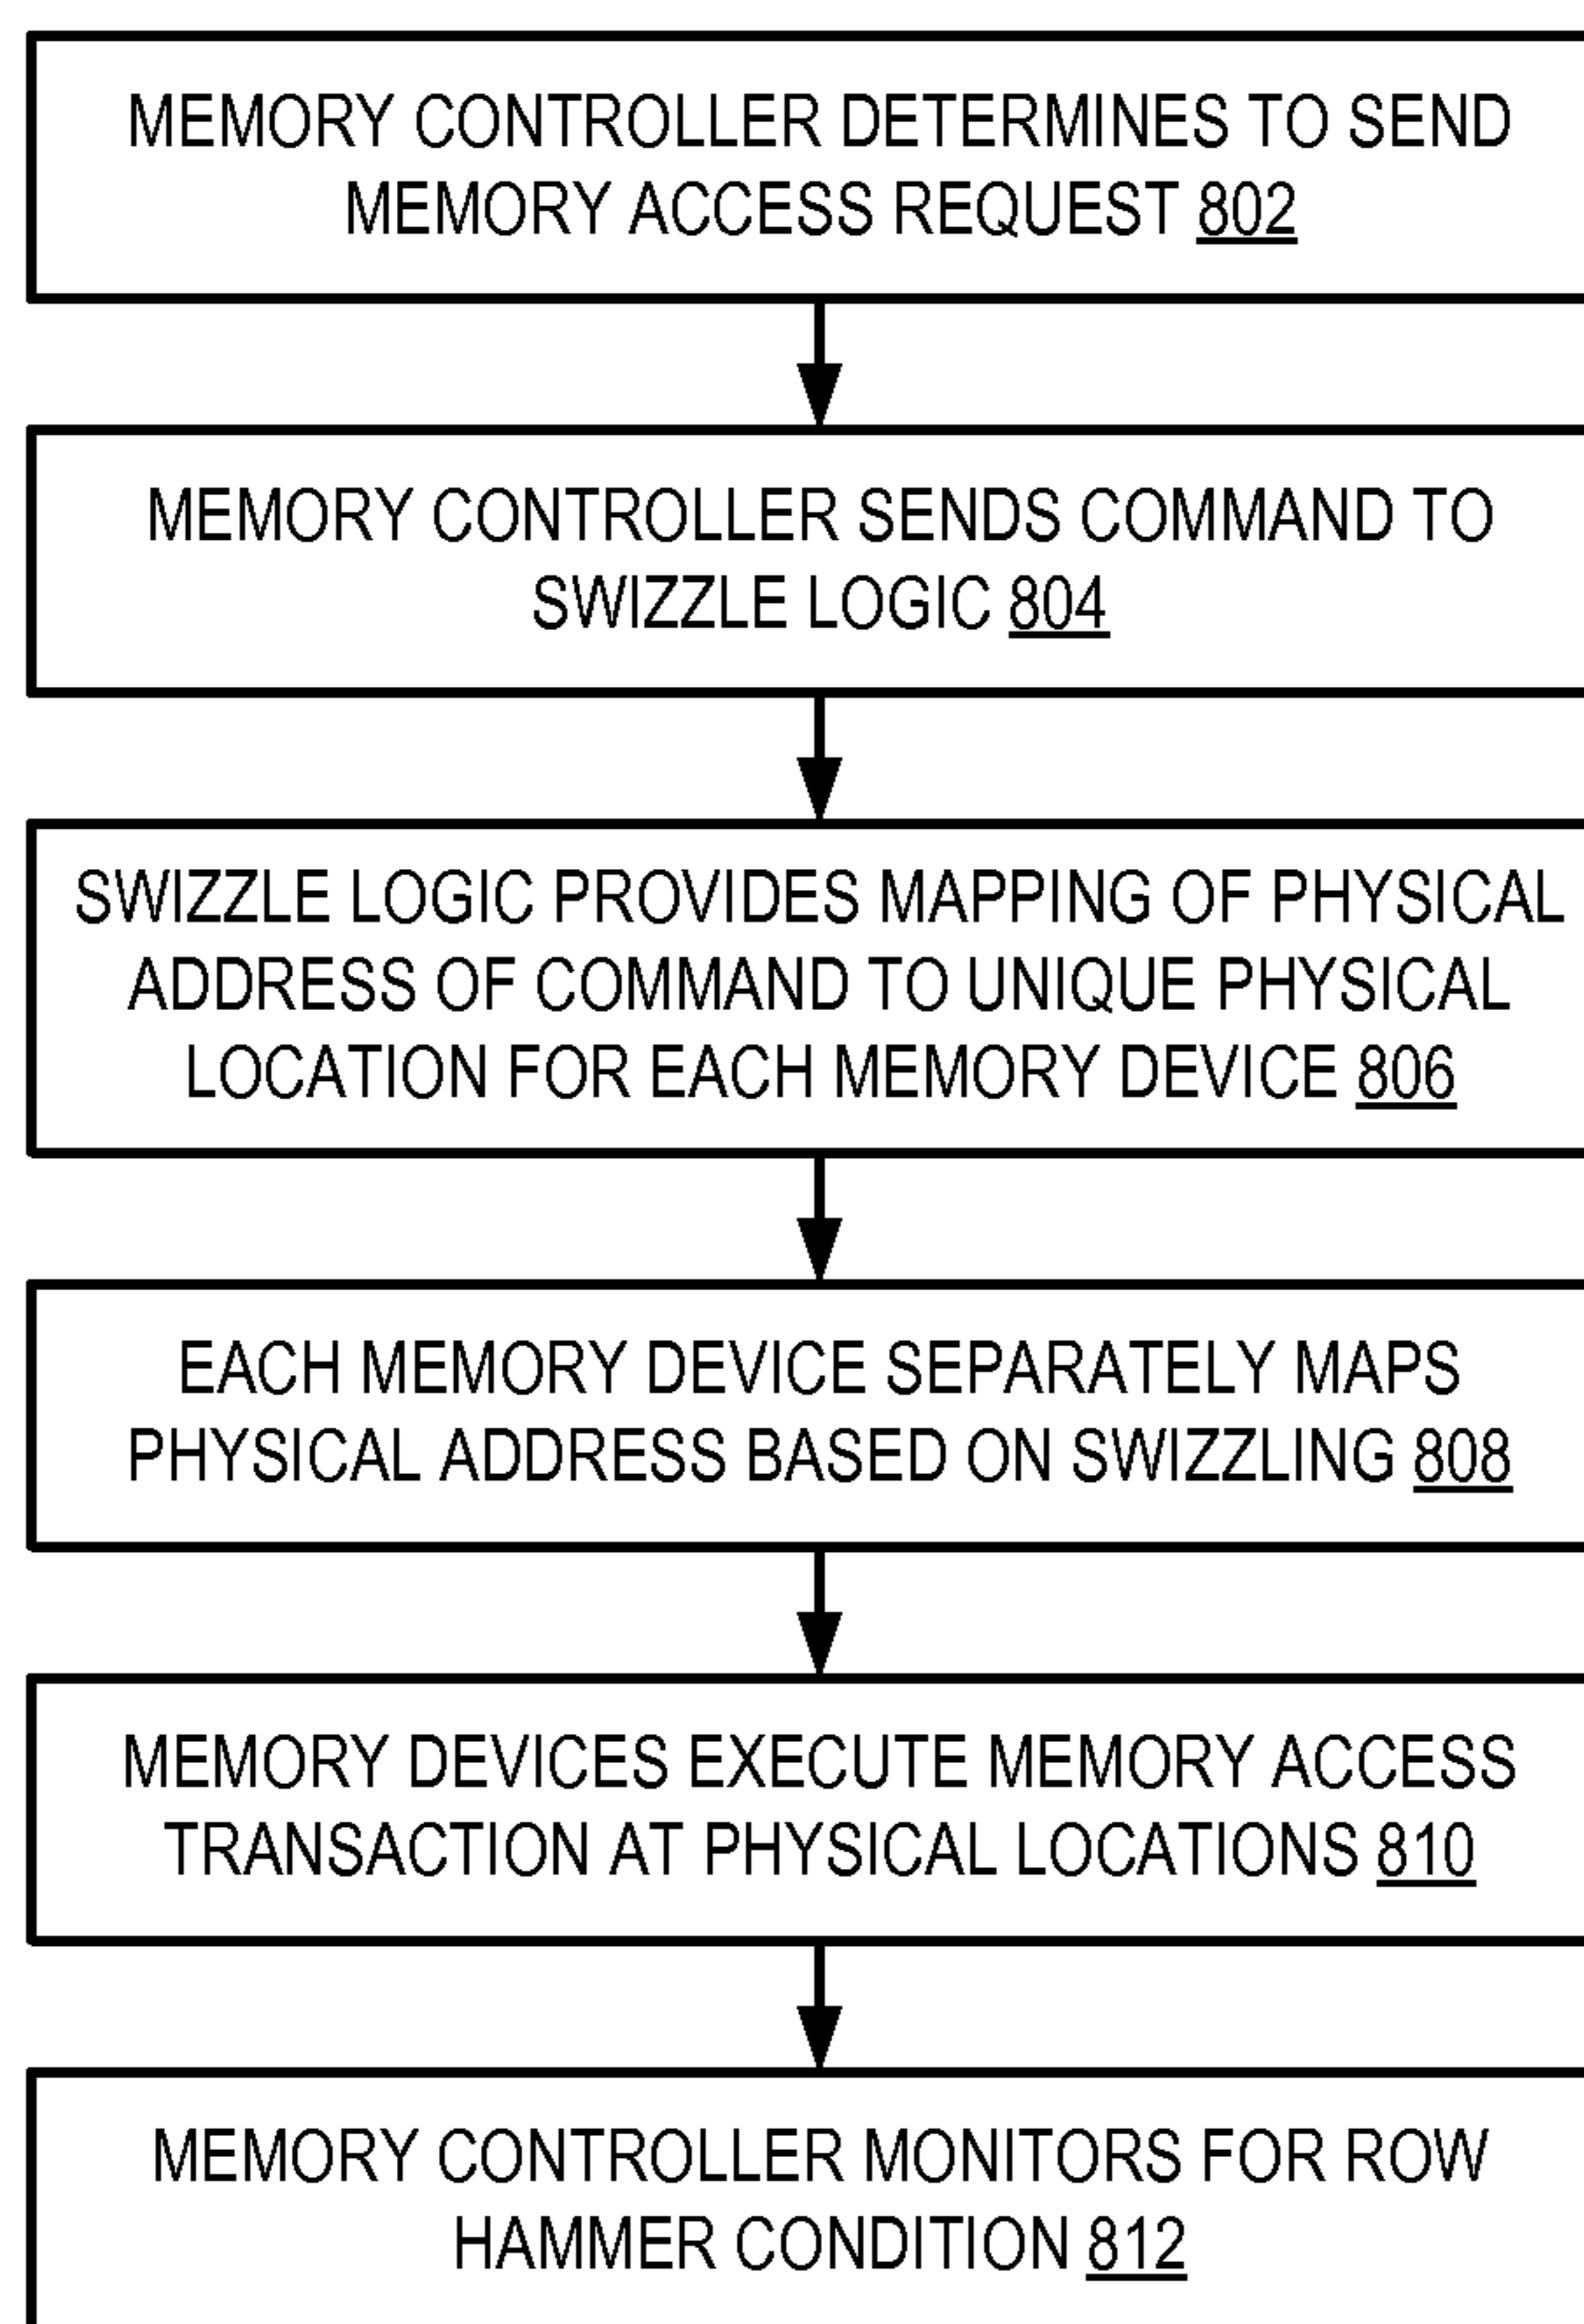 MEMORY CONTROLLER DETERMINES TO SEND
MEMORY ACCESS REQUEST 802
MEMORY CONTROLLER SENDS COMMAND TO
SWIZZLE LOGIC 804
SWIZZLE LOGIC PROVIDES MAPPING OF PHYSICAL
ADDRESS OF COMMAND TO UNIQUE PHYSICAL
LOCATION FOR EACH MEMORY DEVICE 806
EACH MEMORY DEVICE SEPARATELY MAPS
PHYSICAL ADDRESS BASED ON SWIZZLING 808
MEMORY DEVICES EXECUTE MEMORY ACCESS
TRANSACTION AT PHYSICAL LOCATIONS 810
MEMORY CONTROLLER MONITORS FOR ROW
HAMMER CONDITION 812